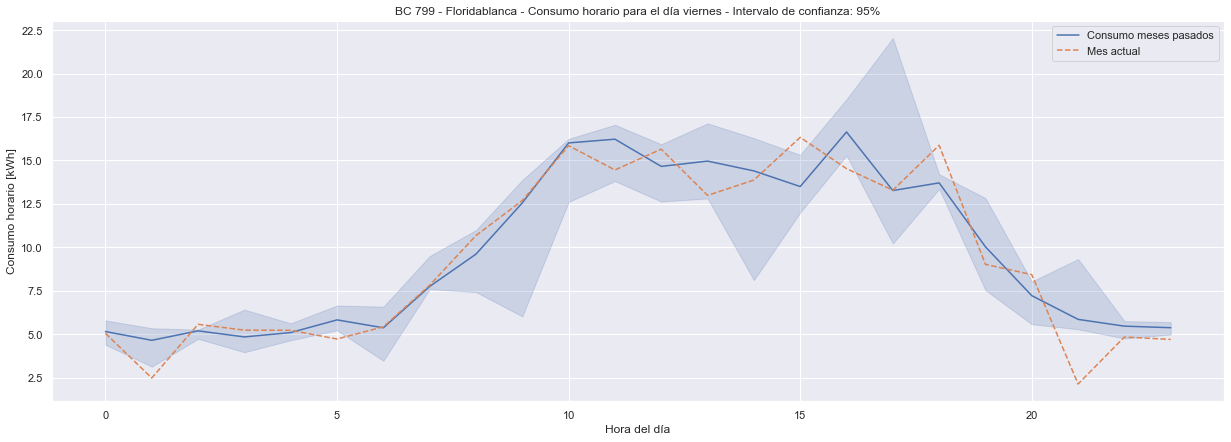 BC 799 - Floridablanca - Consumo horario para el día viernes - Intervalo de confianza: 95%
Consumo meses pasados
Mes actual
Consumo horario [kWh]
22.5
20.0
17.5
15.0
12.5
10.0
7.5
5.0
2.5
0 5 10 15 20
Hora del día